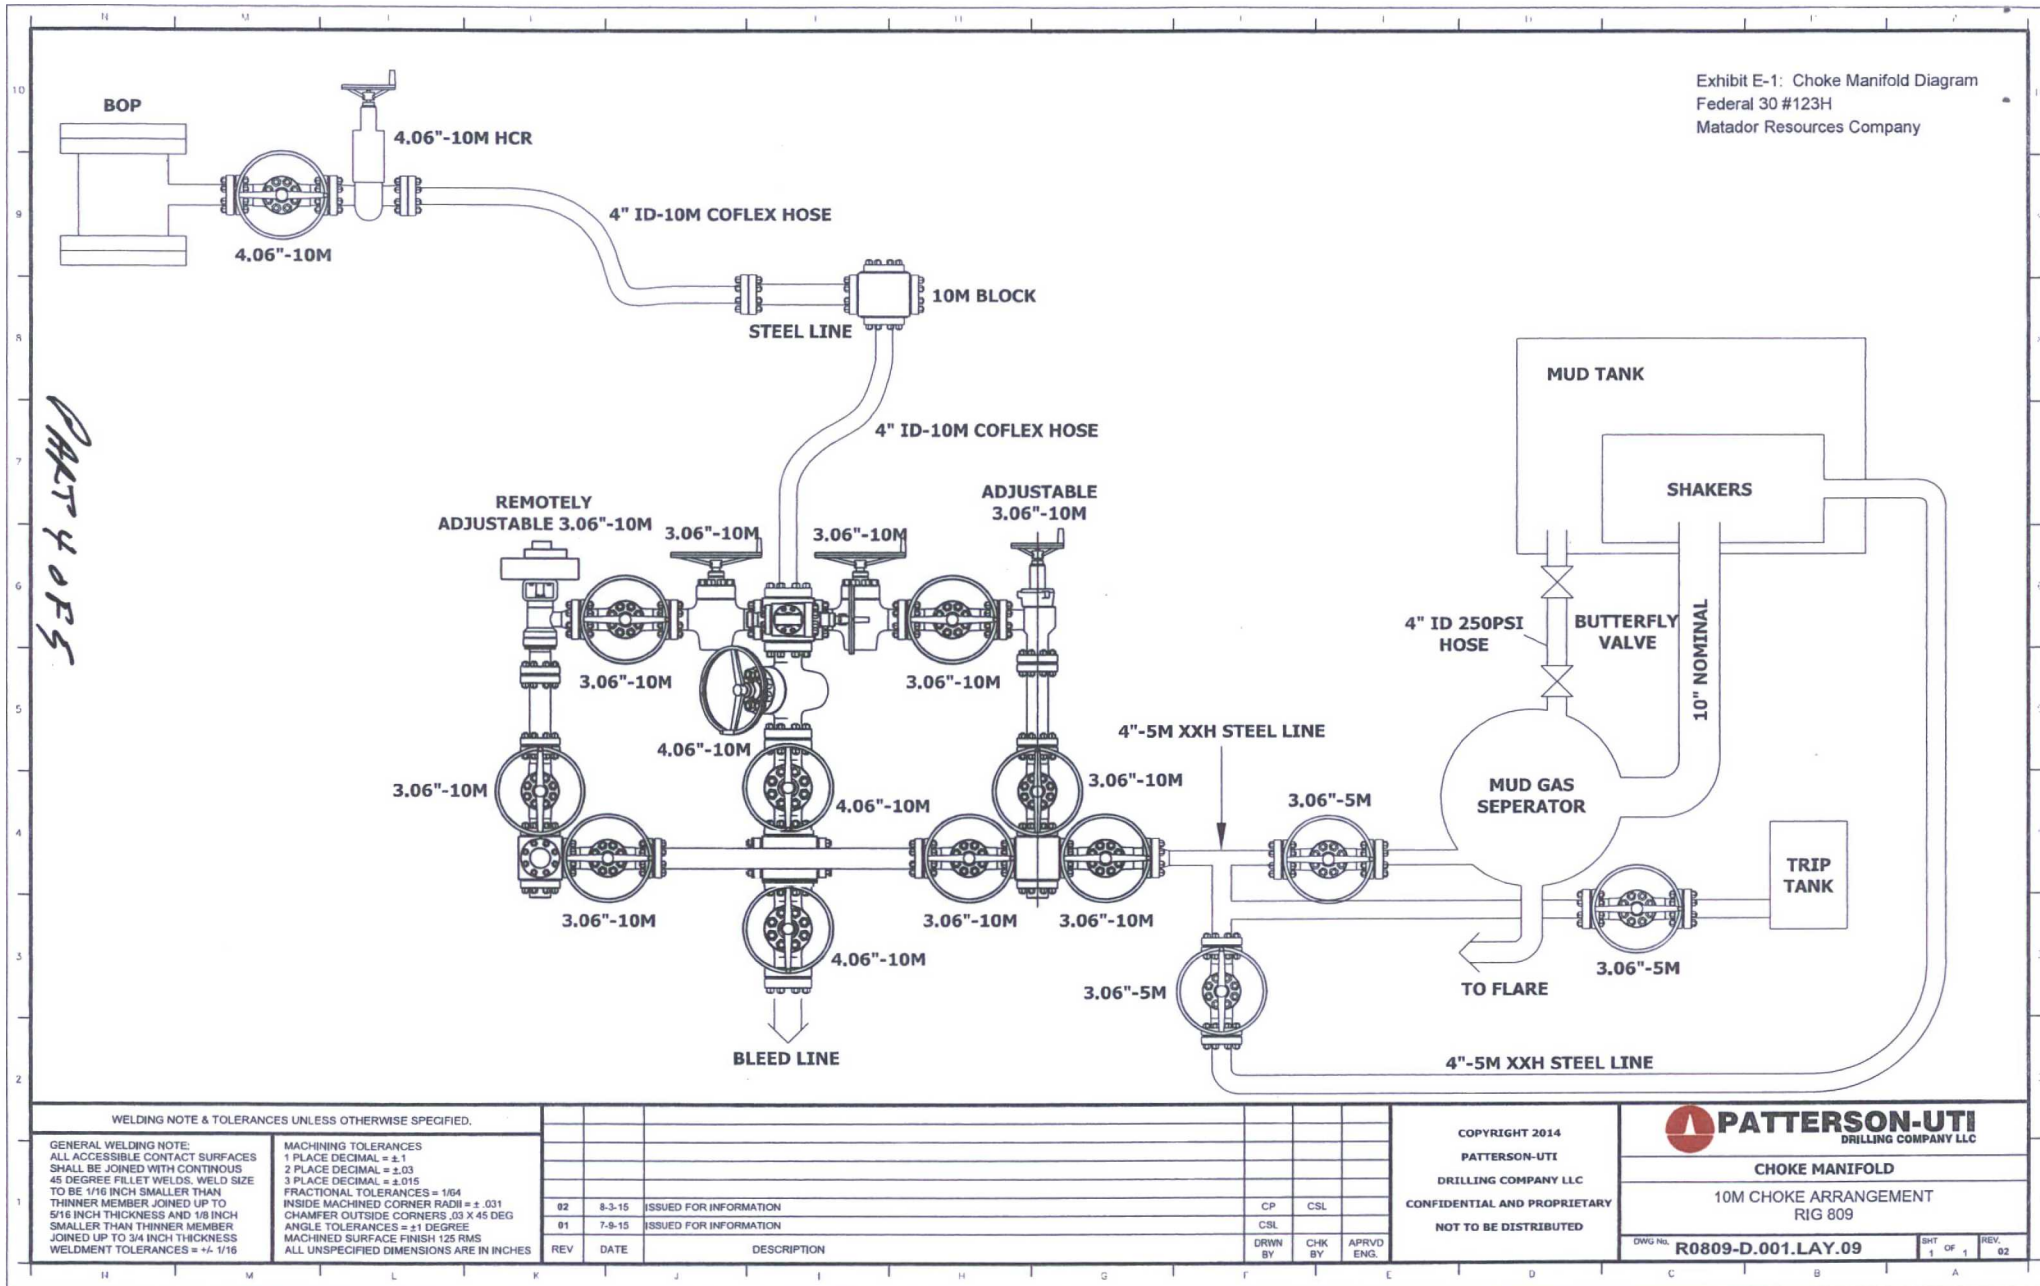 Exhibit E-1: Choke Manifold Diagram
Federal 30 #123H
Matador Resources Company
BOP
4.06"-10M HCR
4.06"-10M
4" ID-10M COFLEX HOSE
10M BLOCK
STEEL LINE
4" ID-10M COFLEX HOSE
PART 4 OF 5
MUD TANK
SHAKERS
REMOTELY
ADJUSTABLE 3.06"-10M
3.06"-10M
3.06"-10M
ADJUSTABLE
3.06"-10M
3.06"-10M
3.06"-10M
4" ID 250PSI
HOSE
BUTTERFLY
VALVE
10" NOMINAL
4.06"-10M
3.06"-10M
4.06"-10M
3.06"-10M
4"-5M XXH STEEL LINE
3.06"-5M
MUD GAS
SEPERATOR
TRIP
TANK
3.06"-10M
3.06"-10M
3.06"-10M
4.06"-10M
3.06"-5M
3.06"-5M
TO FLARE
BLEED LINE
4"-5M XXH STEEL LINE
WELDING NOTE & TOLERANCES UNLESS OTHERWISE SPECIFIED.
GENERAL WELDING NOTE:
ALL ACCESSIBLE CONTACT SURFACES
SHALL BE JOINED WITH CONTINOUS
45 DEGREE FILLET WELDS. WELD SIZE
TO BE 1/16 INCH SMALLER THAN
THINNER MEMBER JOINED UP TO
5/16 INCH THICKNESS AND 1/8 INCH
SMALLER THAN THINNER MEMBER
JOINED UP TO 3/4 INCH THICKNESS
WELDMENT TOLERANCES = +/- 1/16
MACHINING TOLERANCES
1 PLACE DECIMAL = ±.1
2 PLACE DECIMAL = ±.03
3 PLACE DECIMAL = ±.015
FRACTIONAL TOLERANCES = 1/64
INSIDE MACHINED CORNER RADII = ± .031
CHAMFER OUTSIDE CORNERS .03 X 45 DEG
ANGLE TOLERANCES = ±1 DEGREE
MACHINED SURFACE FINISH 125 RMS
ALL UNSPECIFIED DIMENSIONS ARE IN INCHES
02 8-3-15 ISSUED FOR INFORMATION CP CSL
01 7-9-15 ISSUED FOR INFORMATION CSL
REV DATE DESCRIPTION DRWN BY CHK BY APRVD ENG.
COPYRIGHT 2014
PATTERSON-UTI
DRILLING COMPANY LLC
CONFIDENTIAL AND PROPRIETARY
NOT TO BE DISTRIBUTED
PATTERSON-UTI
DRILLING COMPANY LLC
CHOKE MANIFOLD
10M CHOKE ARRANGEMENT
RIG 809
DWG No. R0809-D.001.LAY.09
SHT 1 OF 1
REV. 02